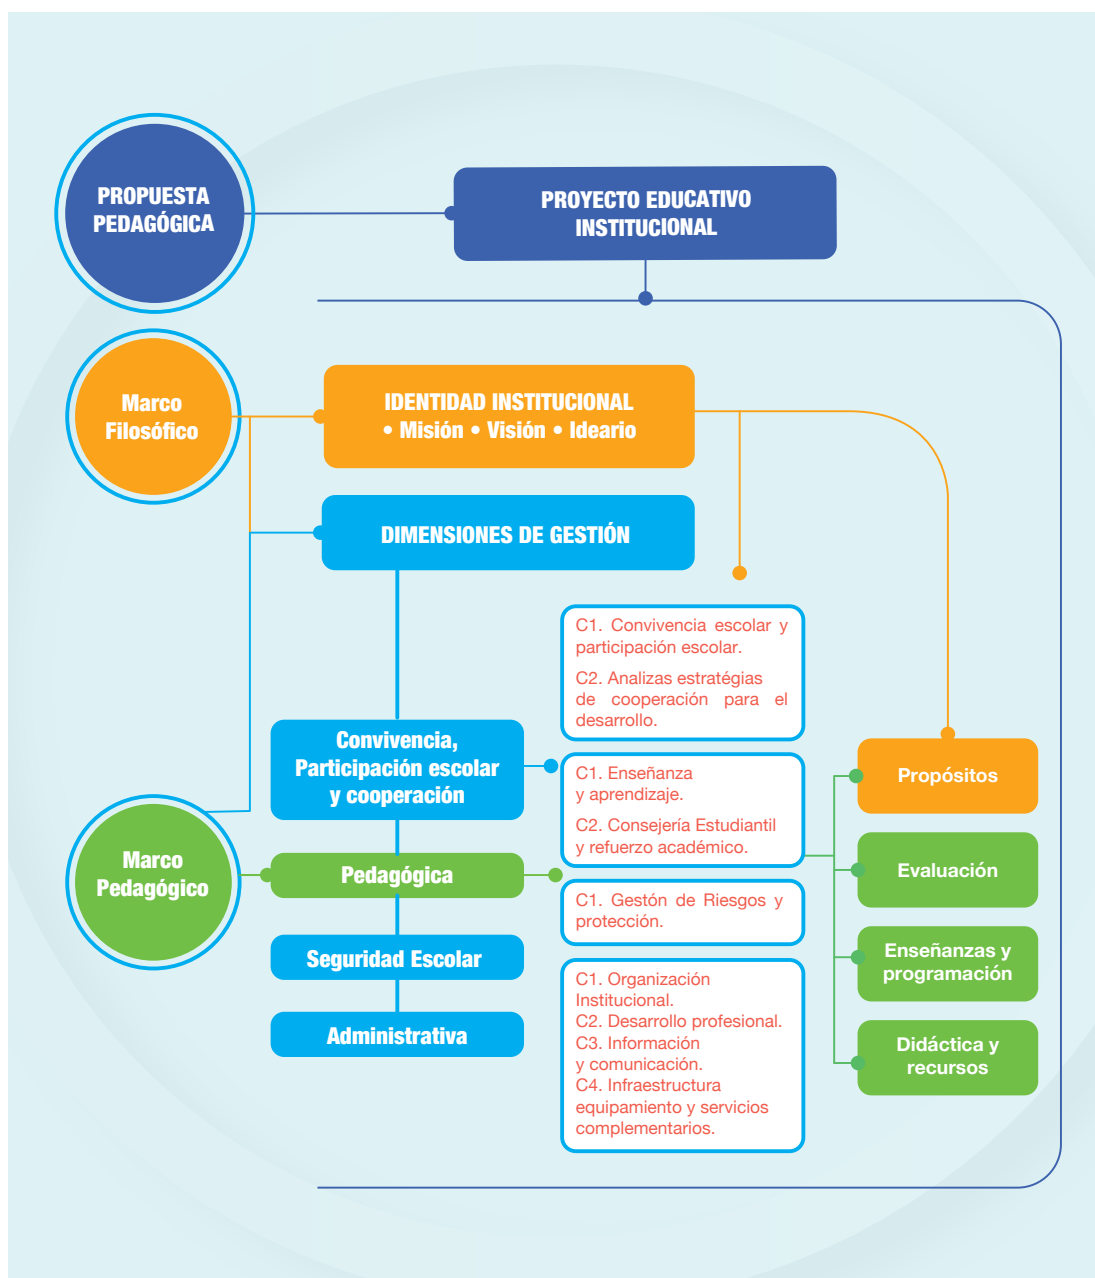 PROPUESTA
PEDAGÓGICA
PROYECTO EDUCATIVO
INSTITUCIONAL
Marco
Filosófico
IDENTIDAD INSTITUCIONAL
• Misión • Visión • Ideario
DIMENSIONES DE GESTIÓN
C1. Convivencia escolar y
participación escolar.
C2. Analizas estratégias
de cooperación para el
desarrollo.
Convivencia,
Participación escolar
y cooperación
C1. Enseñanza
y aprendizaje.
C2. Consejería Estudiantil
y refuerzo académico.
Propósitos
Marco
Pedagógico
Pedagógica
Evaluación
C1. Gestión de Riesgos y
protección.
Seguridad Escolar
Enseñanzas y
programación
Administrativa
C1. Organización
Institucional.
C2. Desarrollo profesional.
C3. Información
y comunicación.
C4. Infraestructura
equipamiento y servicios
complementarios.
Didáctica y
recursos